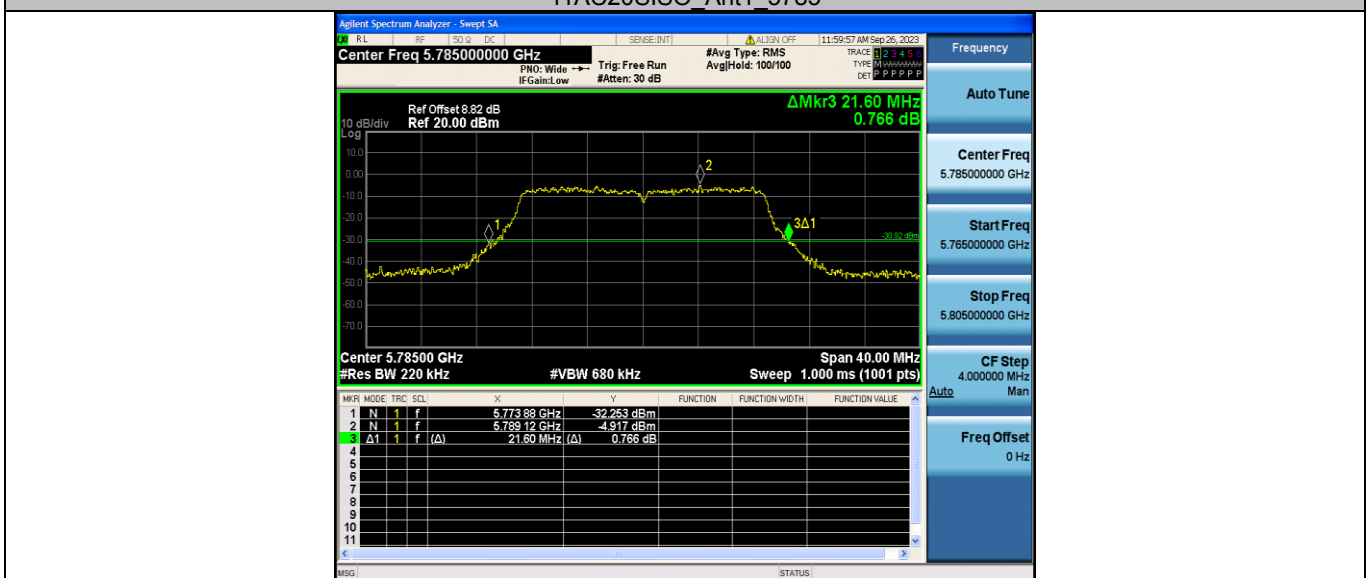 11AC20SISO_Ant1_5785
Agilent Spectrum Analyzer - Swept SA
RL RF 50 Ω DC SENSE:INT ALIGN OFF 11:59:57 AM Sep 26, 2023
Center Freq 5.785000000 GHz
PNO: Wide
IFGain:Low
Trig: Free Run
#Atten: 30 dB
#Avg Type: RMS
Avg|Hold: 100/100
TRACE 1 2 3 4 5 6
TYPE M
DET P P P P P P
Frequency
Auto Tune
Center Freq
5.785000000 GHz
Start Freq
5.765000000 GHz
Stop Freq
5.805000000 GHz
CF Step
4.000000 MHz
Auto Man
Freq Offset
0 Hz
ΔMkr3 21.60 MHz
0.766 dB
Ref Offset 8.82 dB
10 dB/div Ref 20.00 dBm
Log
10.0
0.00
-10.0
-20.0
-30.0
-40.0
-50.0
-60.0
-70.0
1
2
3Δ1
-30.92 dBm
Center 5.78500 GHz Span 40.00 MHz
#Res BW 220 kHz #VBW 680 kHz Sweep 1.000 ms (1001 pts)
MKR MODE TRC SCL X Y FUNCTION FUNCTION WIDTH FUNCTION VALUE
1 N 1 f 5.773 88 GHz -32.253 dBm
2 N 1 f 5.789 12 GHz -4.917 dBm
3 Δ1 1 f (Δ) 21.60 MHz (Δ) 0.766 dB
4
5
6
7
8
9
10
11
MSG STATUS